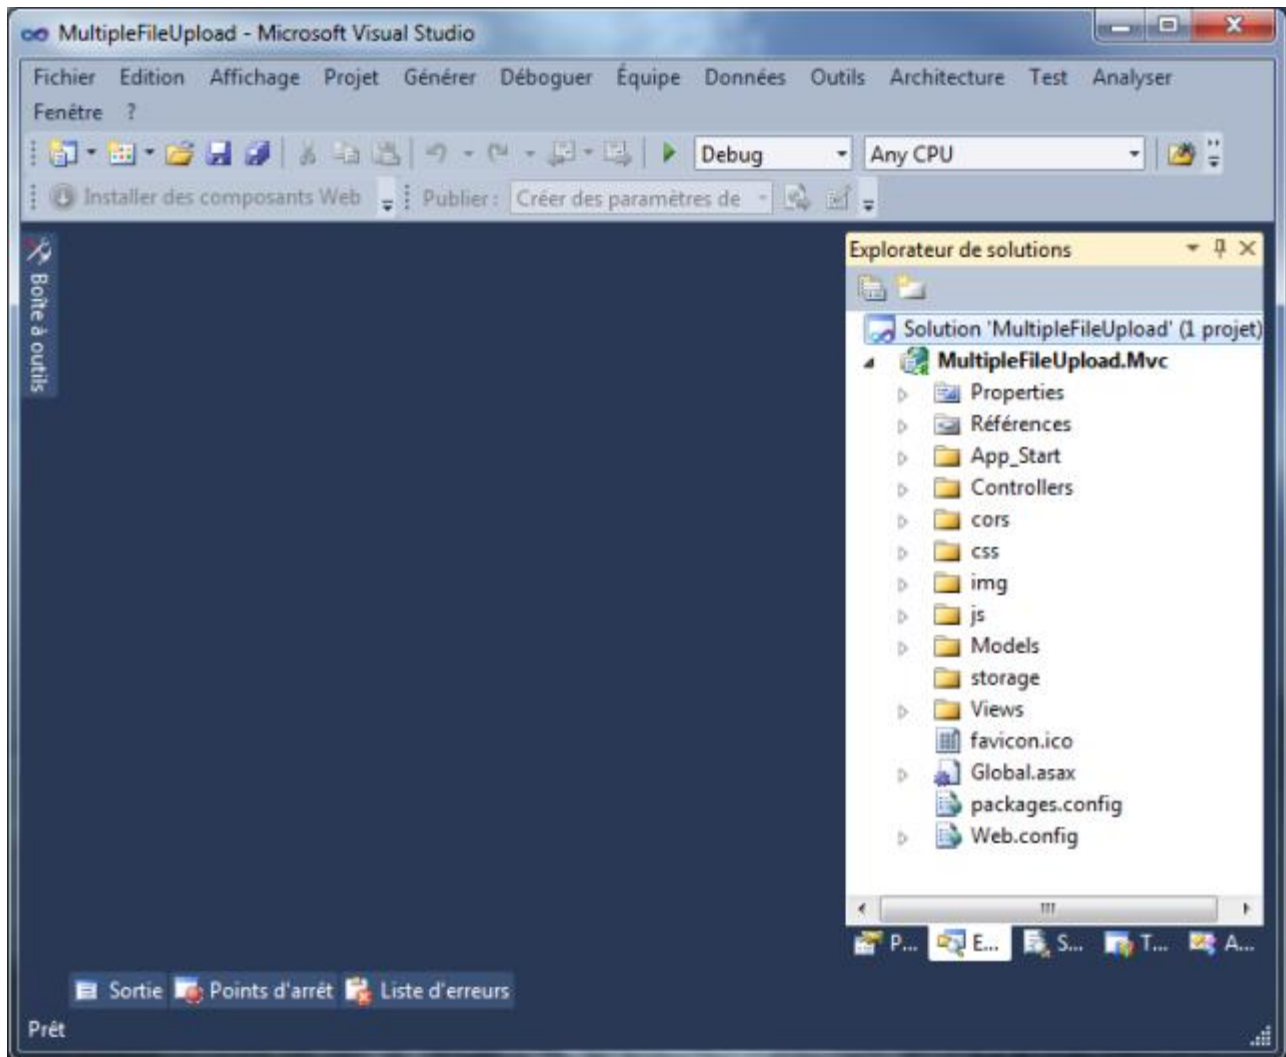 MultipleFileUpload - Microsoft Visual Studio
Fichier Edition Affichage Projet Générer Déboguer Équipe Données Outils Architecture Test Analyser
Fenêtre ?
Debug Any CPU
Installer des composants Web Publier : Créer des paramètres de
Boîte à outils
Explorateur de solutions
Solution 'MultipleFileUpload' (1 projet)
MultipleFileUpload.Mvc
Properties
Références
App_Start
Controllers
cors
css
img
js
Models
storage
Views
favicon.ico
Global.asax
packages.config
Web.config
P... E... S... T... A...
Sortie Points d'arrêt Liste d'erreurs
Prêt